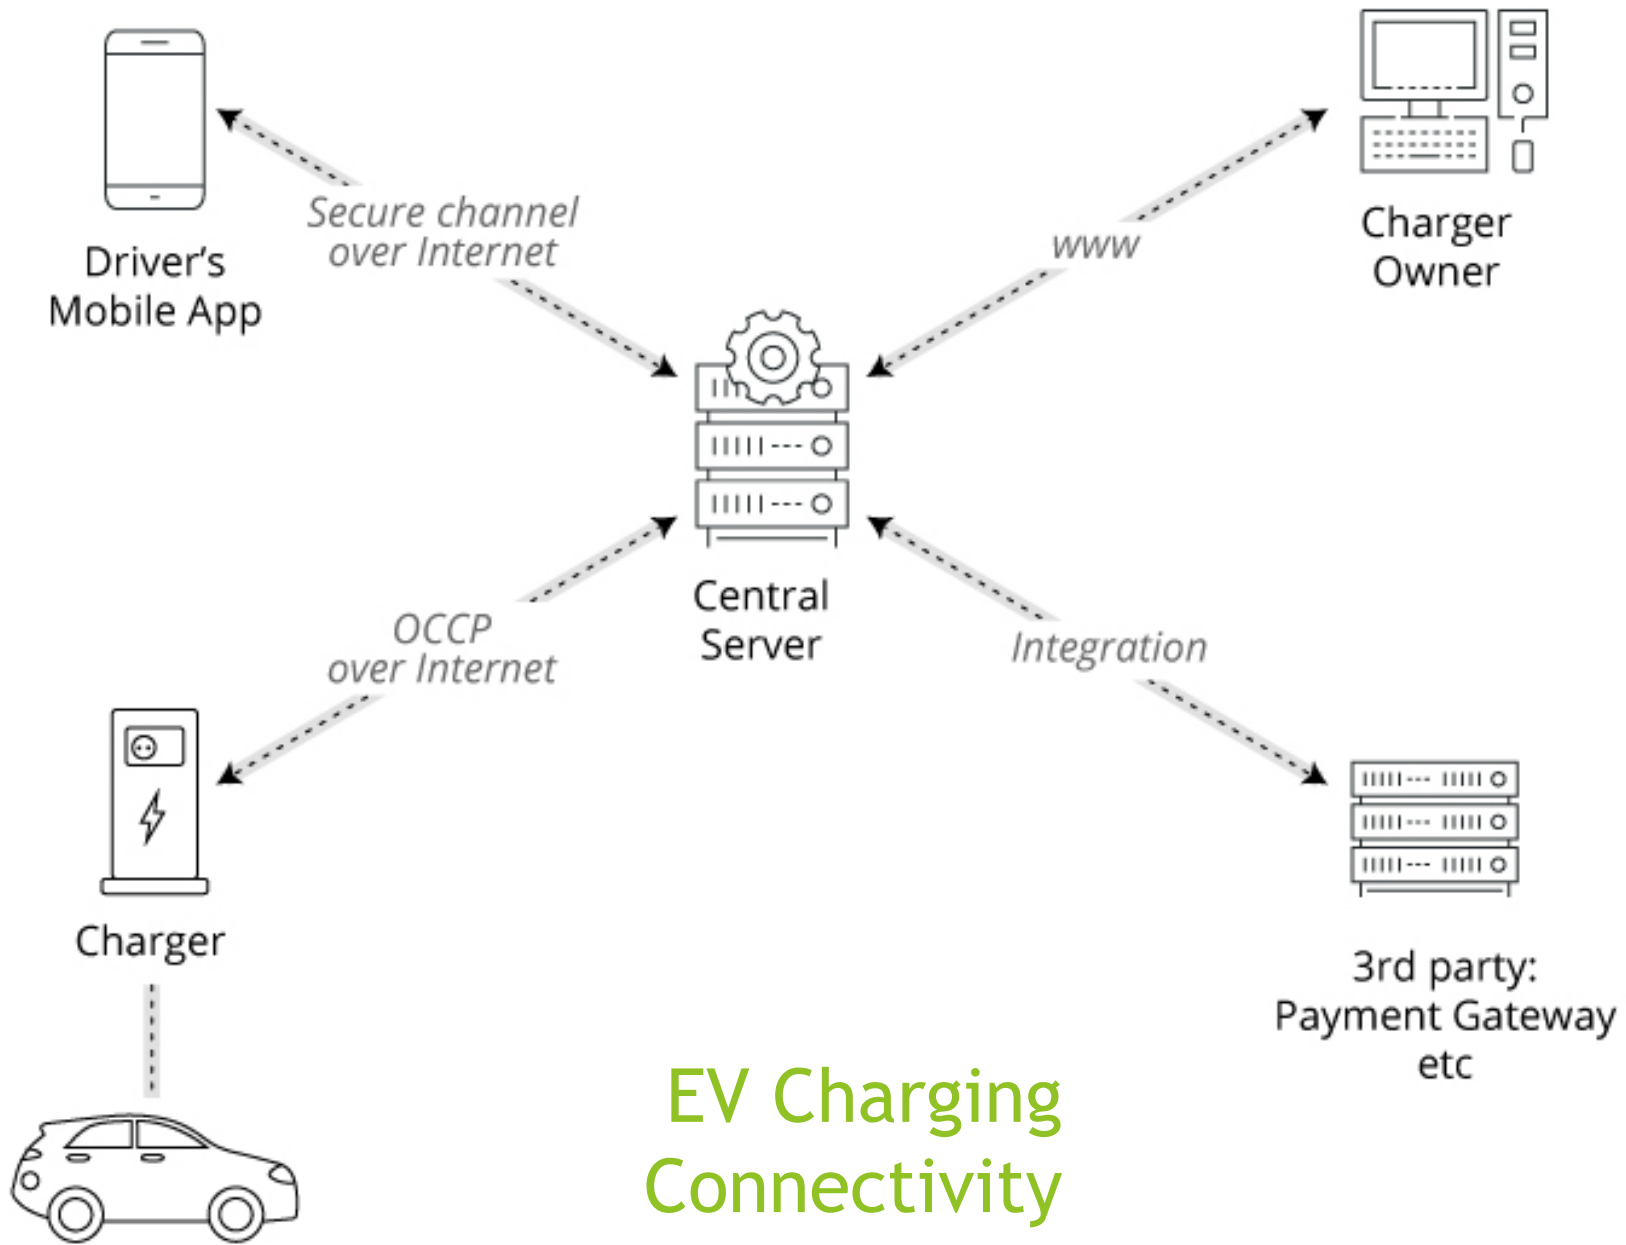 Driver's
Mobile App
Secure channel
over Internet
www
Charger
Owner
Central
Server
OCCP
over Internet
Integration
Charger
3rd party:
Payment Gateway
etc
EV Charging
Connectivity